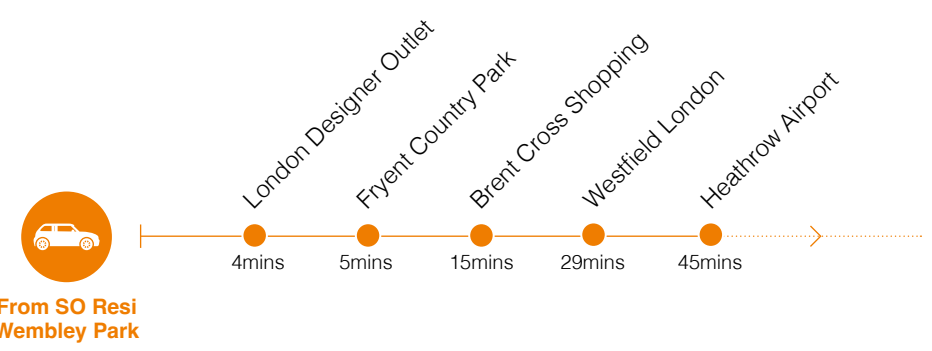 London Designer Outlet
Fryent Country Park
Brent Cross Shopping
Westfield London
Heathrow Airport
4mins
5mins
15mins
29mins
45mins
From SO Resi
Wembley Park